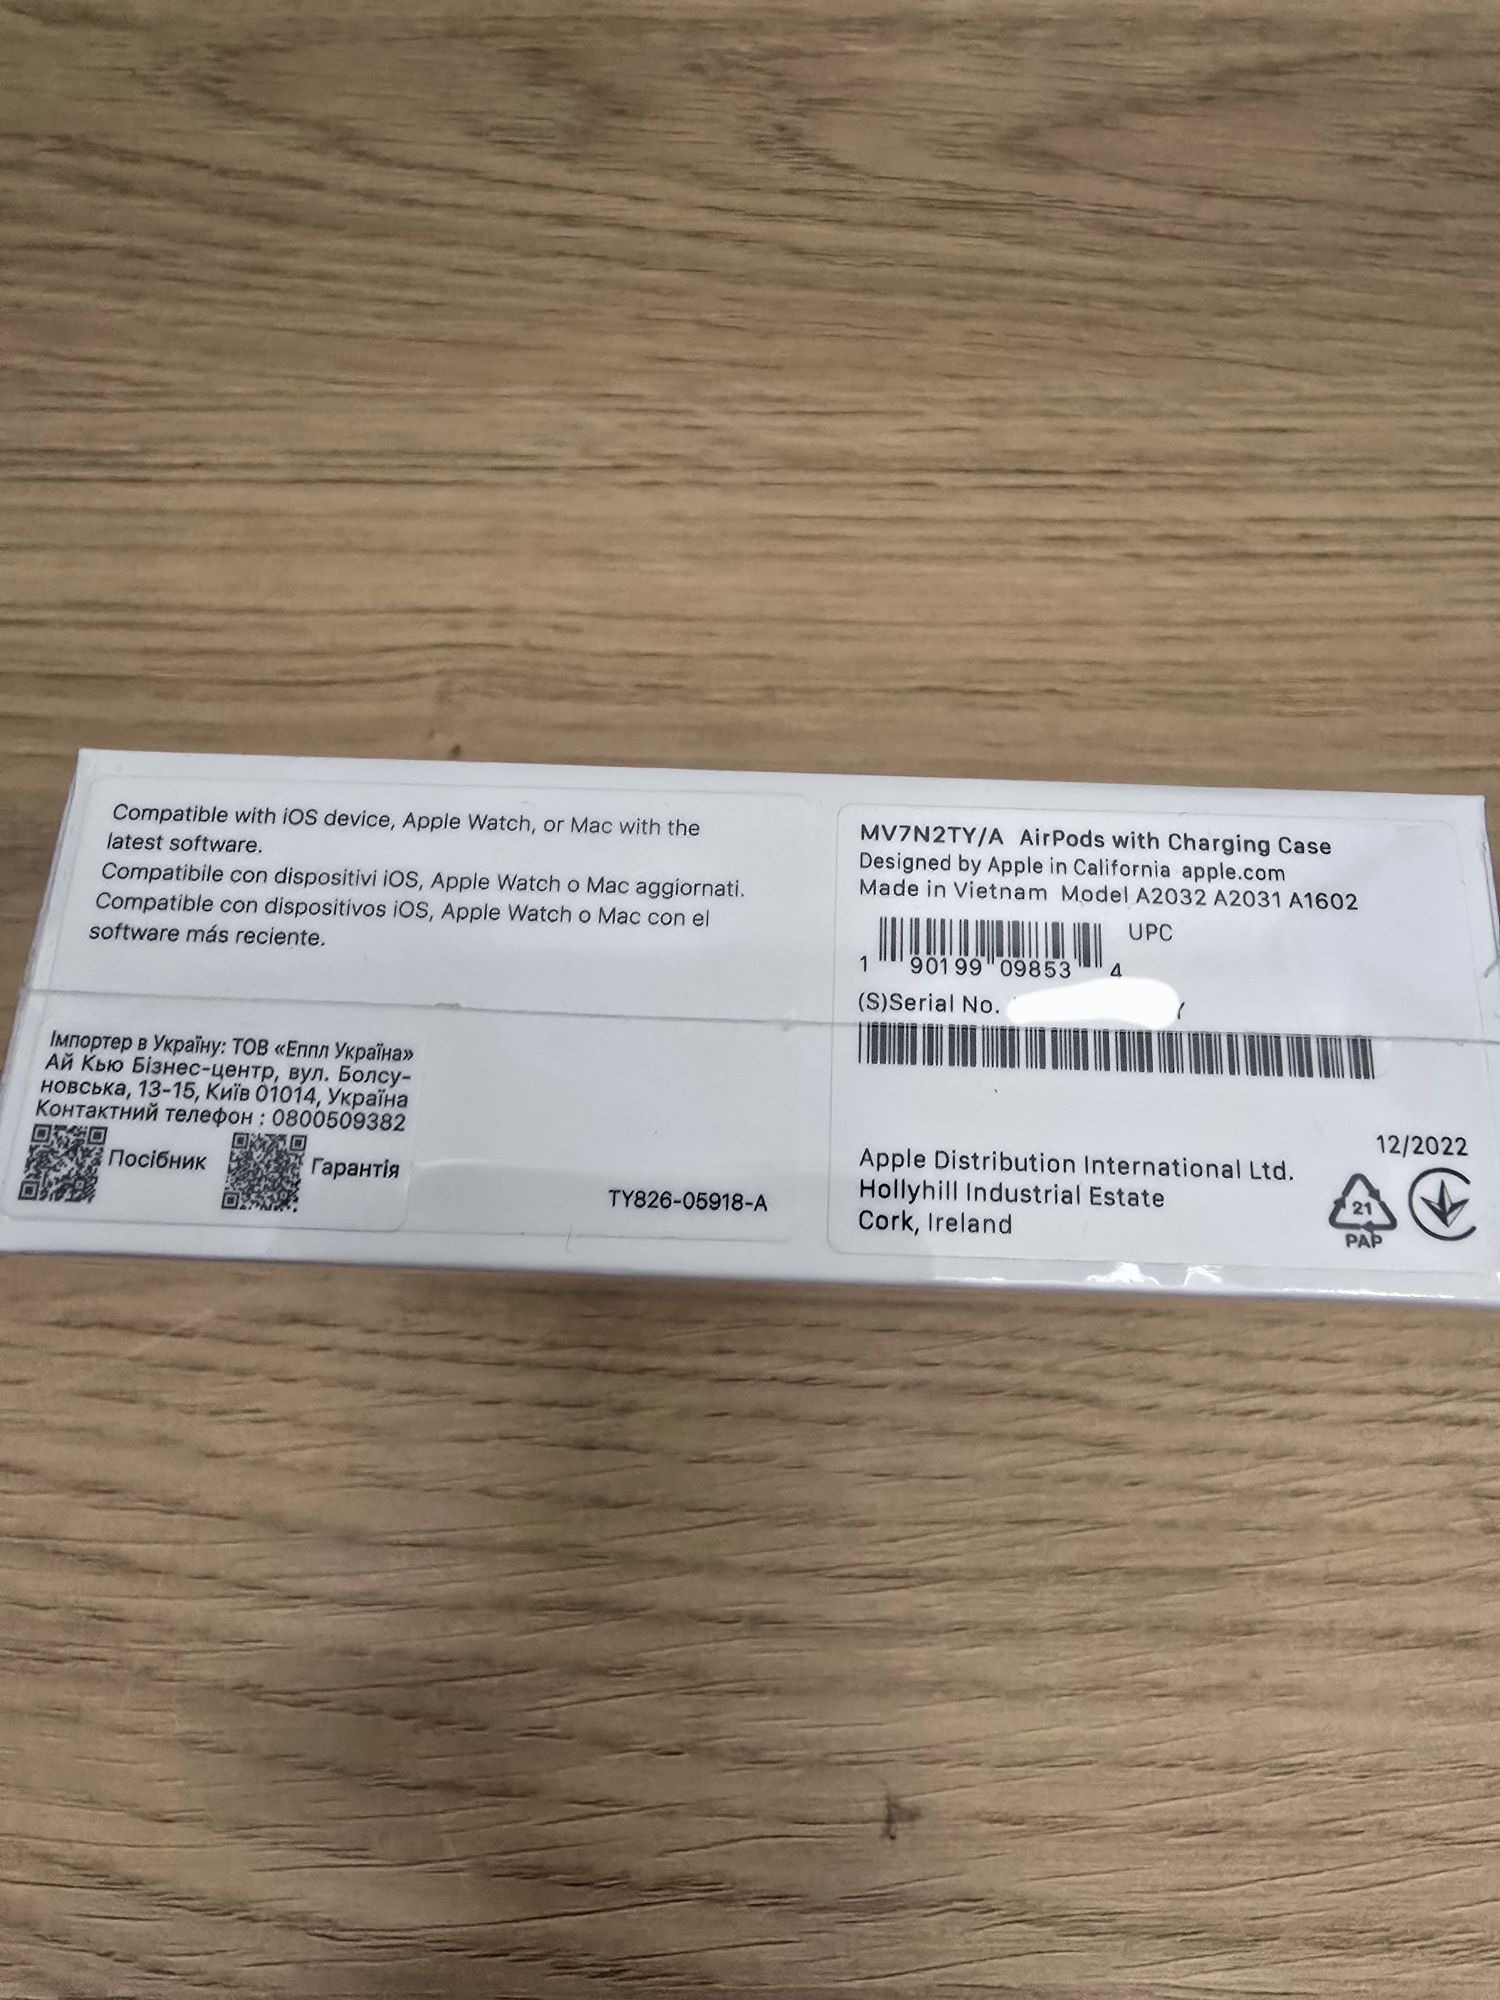 Compatible with iOS device, Apple Watch, or Mac with the
latest software.
Compatibile con dispositivi iOS, Apple Watch o Mac aggiornati.
Compatible con dispositivos iOS, Apple Watch o Mac con el
software más reciente.
Імпортер в Україну: ТОВ «Еппл Україна»
Ай Кью Бізнес-центр, вул. Болсу-
новська, 13-15, Київ 01014, Україна
Контактний телефон : 0800509382
Посібник
Гарантія
TY826-05918-A
MV7N2TY/A AirPods with Charging Case
Designed by Apple in California apple.com
Made in Vietnam Model A2032 A2031 A1602
UPC
1 90199 09853 4
(S)Serial No.
12/2022
Apple Distribution International Ltd.
Hollyhill Industrial Estate
Cork, Ireland
21
PAP